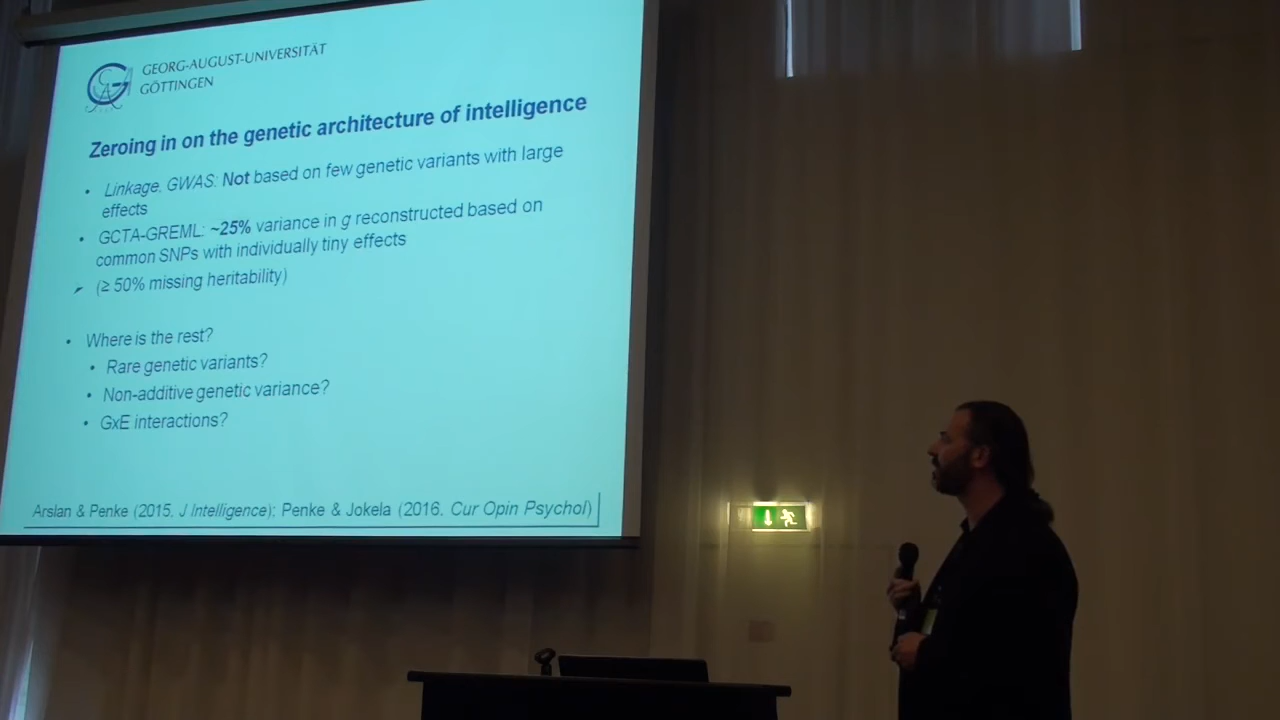 GEORG-AUGUST-UNIVERSITÄT
GÖTTINGEN
Zeroing in on the genetic architecture of intelligence
• Linkage, GWAS: Not based on few genetic variants with large
effects
• GCTA-GREML: ~25% variance in g reconstructed based on
common SNPs with individually tiny effects
➢ (≥ 50% missing heritability)
• Where is the rest?
• Rare genetic variants?
• Non-additive genetic variance?
• GxE interactions?
Arslan & Penke (2015, J Intelligence); Penke & Jokela (2016, Cur Opin Psychol)